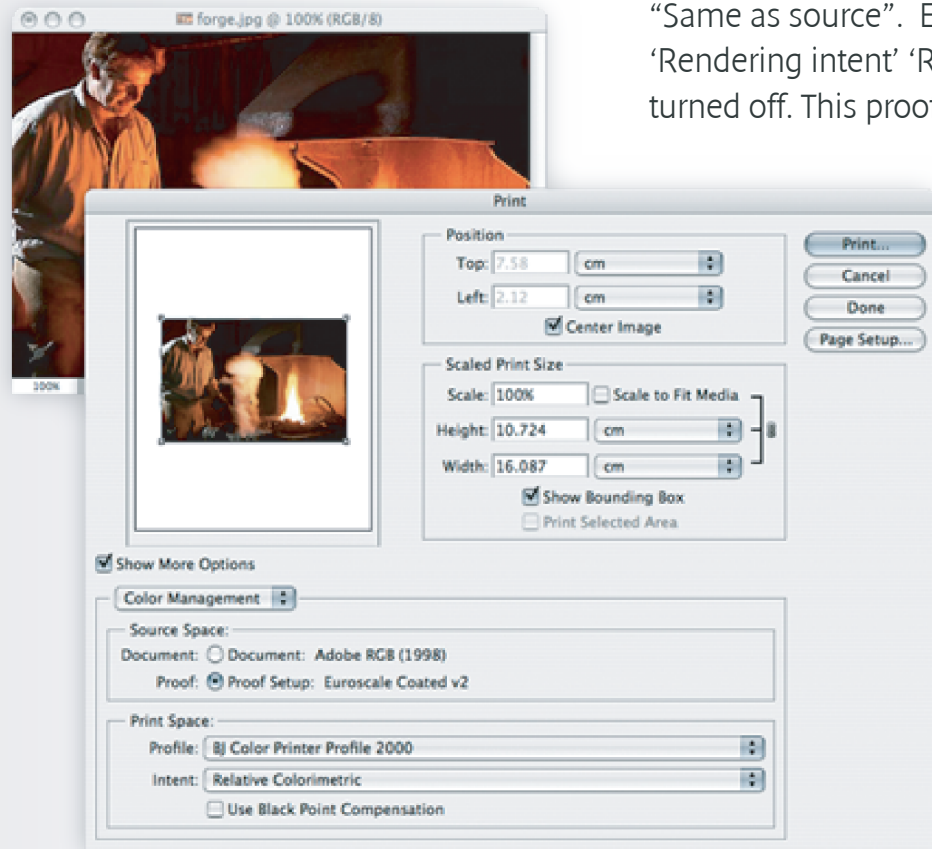 “Same as source”. E
‘Rendering intent’ ‘R
turned off. This proof
forge.jpg @ 100% (RGB/8)
100%
Print
Position
Top: 7.58 cm
Left: 2.12 cm
Center Image
Print...
Cancel
Done
Page Setup...
Scaled Print Size
Scale: 100% Scale to Fit Media
Height: 10.724 cm
Width: 16.087 cm
Show Bounding Box
Print Selected Area
Show More Options
Color Management
Source Space:
Document: Document: Adobe RGB (1998)
Proof: Proof Setup: Euroscale Coated v2
Print Space:
Profile: BJ Color Printer Profile 2000
Intent: Relative Colorimetric
Use Black Point Compensation